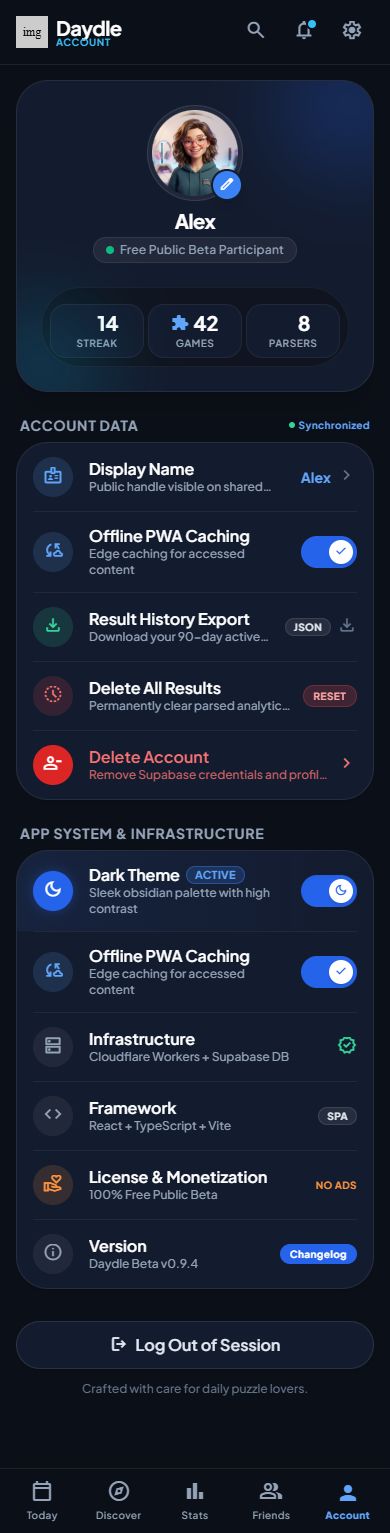 img
Daydle
ACCOUNT
Alex
Free Public Beta Participant
14
STREAK
42
GAMES
8
PARSERS
ACCOUNT DATA
Synchronized
Display Name
Public handle visible on shared...
Alex
Offline PWA Caching
Edge caching for accessed
content
Result History Export
Download your 90-day active...
JSON
Delete All Results
Permanently clear parsed analytic...
RESET
Delete Account
Remove Supabase credentials and profil...
APP SYSTEM & INFRASTRUCTURE
Dark Theme
ACTIVE
Sleek obsidian palette with high
contrast
Offline PWA Caching
Edge caching for accessed
content
Infrastructure
Cloudflare Workers + Supabase DB
Framework
React + TypeScript + Vite
SPA
License & Monetization
100% Free Public Beta
NO ADS
Version
Daydle Beta v0.9.4
Changelog
Log Out of Session
Crafted with care for daily puzzle lovers.
Today
Discover
Stats
Friends
Account